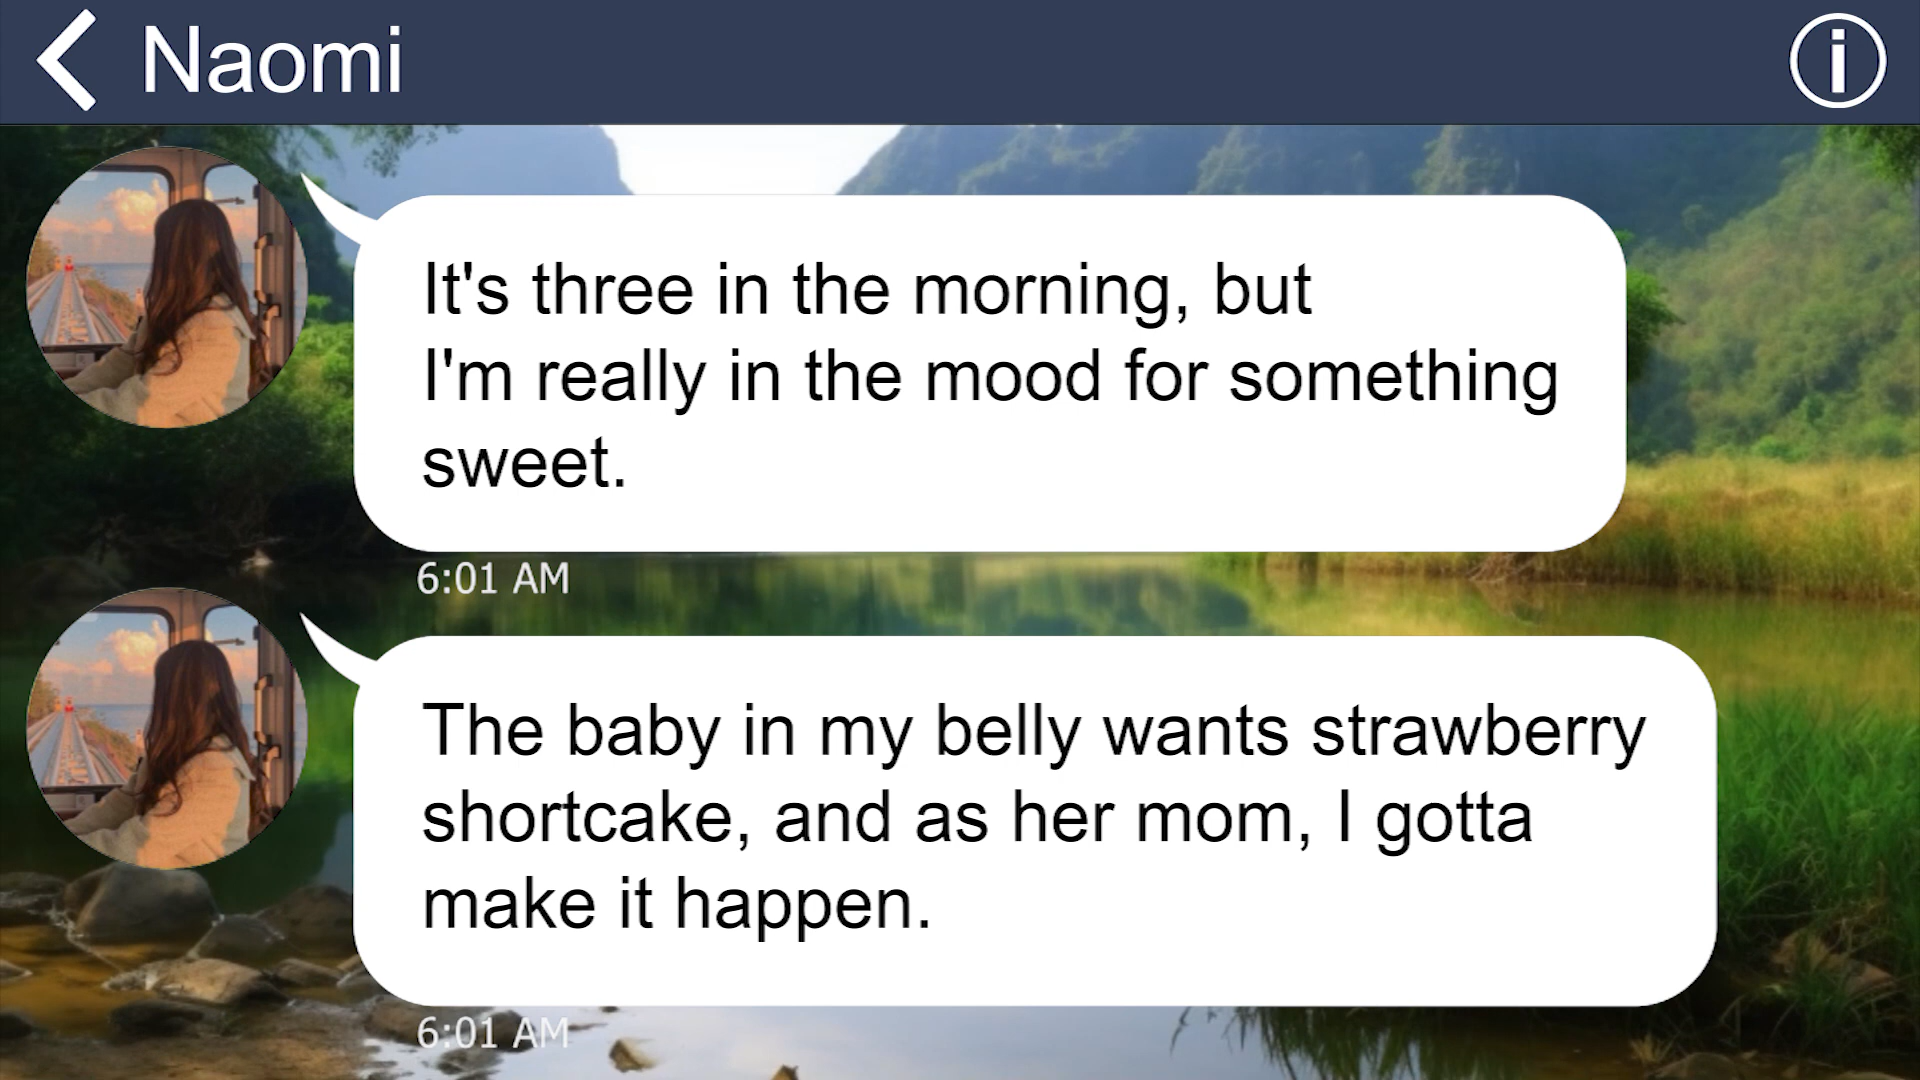 Naomi
It's three in the morning, but
I'm really in the mood for something
sweet.
6:01 AM
The baby in my belly wants strawberry
shortcake, and as her mom, I gotta
make it happen.
6:01 AM